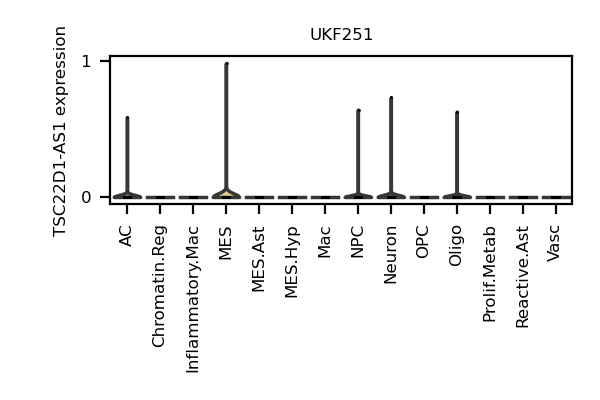 UKF251
TSC22D1-AS1 expression
1
0
AC
Chromatin.Reg
Inflammatory.Mac
MES
MES.Ast
MES.Hyp
Mac
NPC
Neuron
OPC
Oligo
Prolif.Metab
Reactive.Ast
Vasc